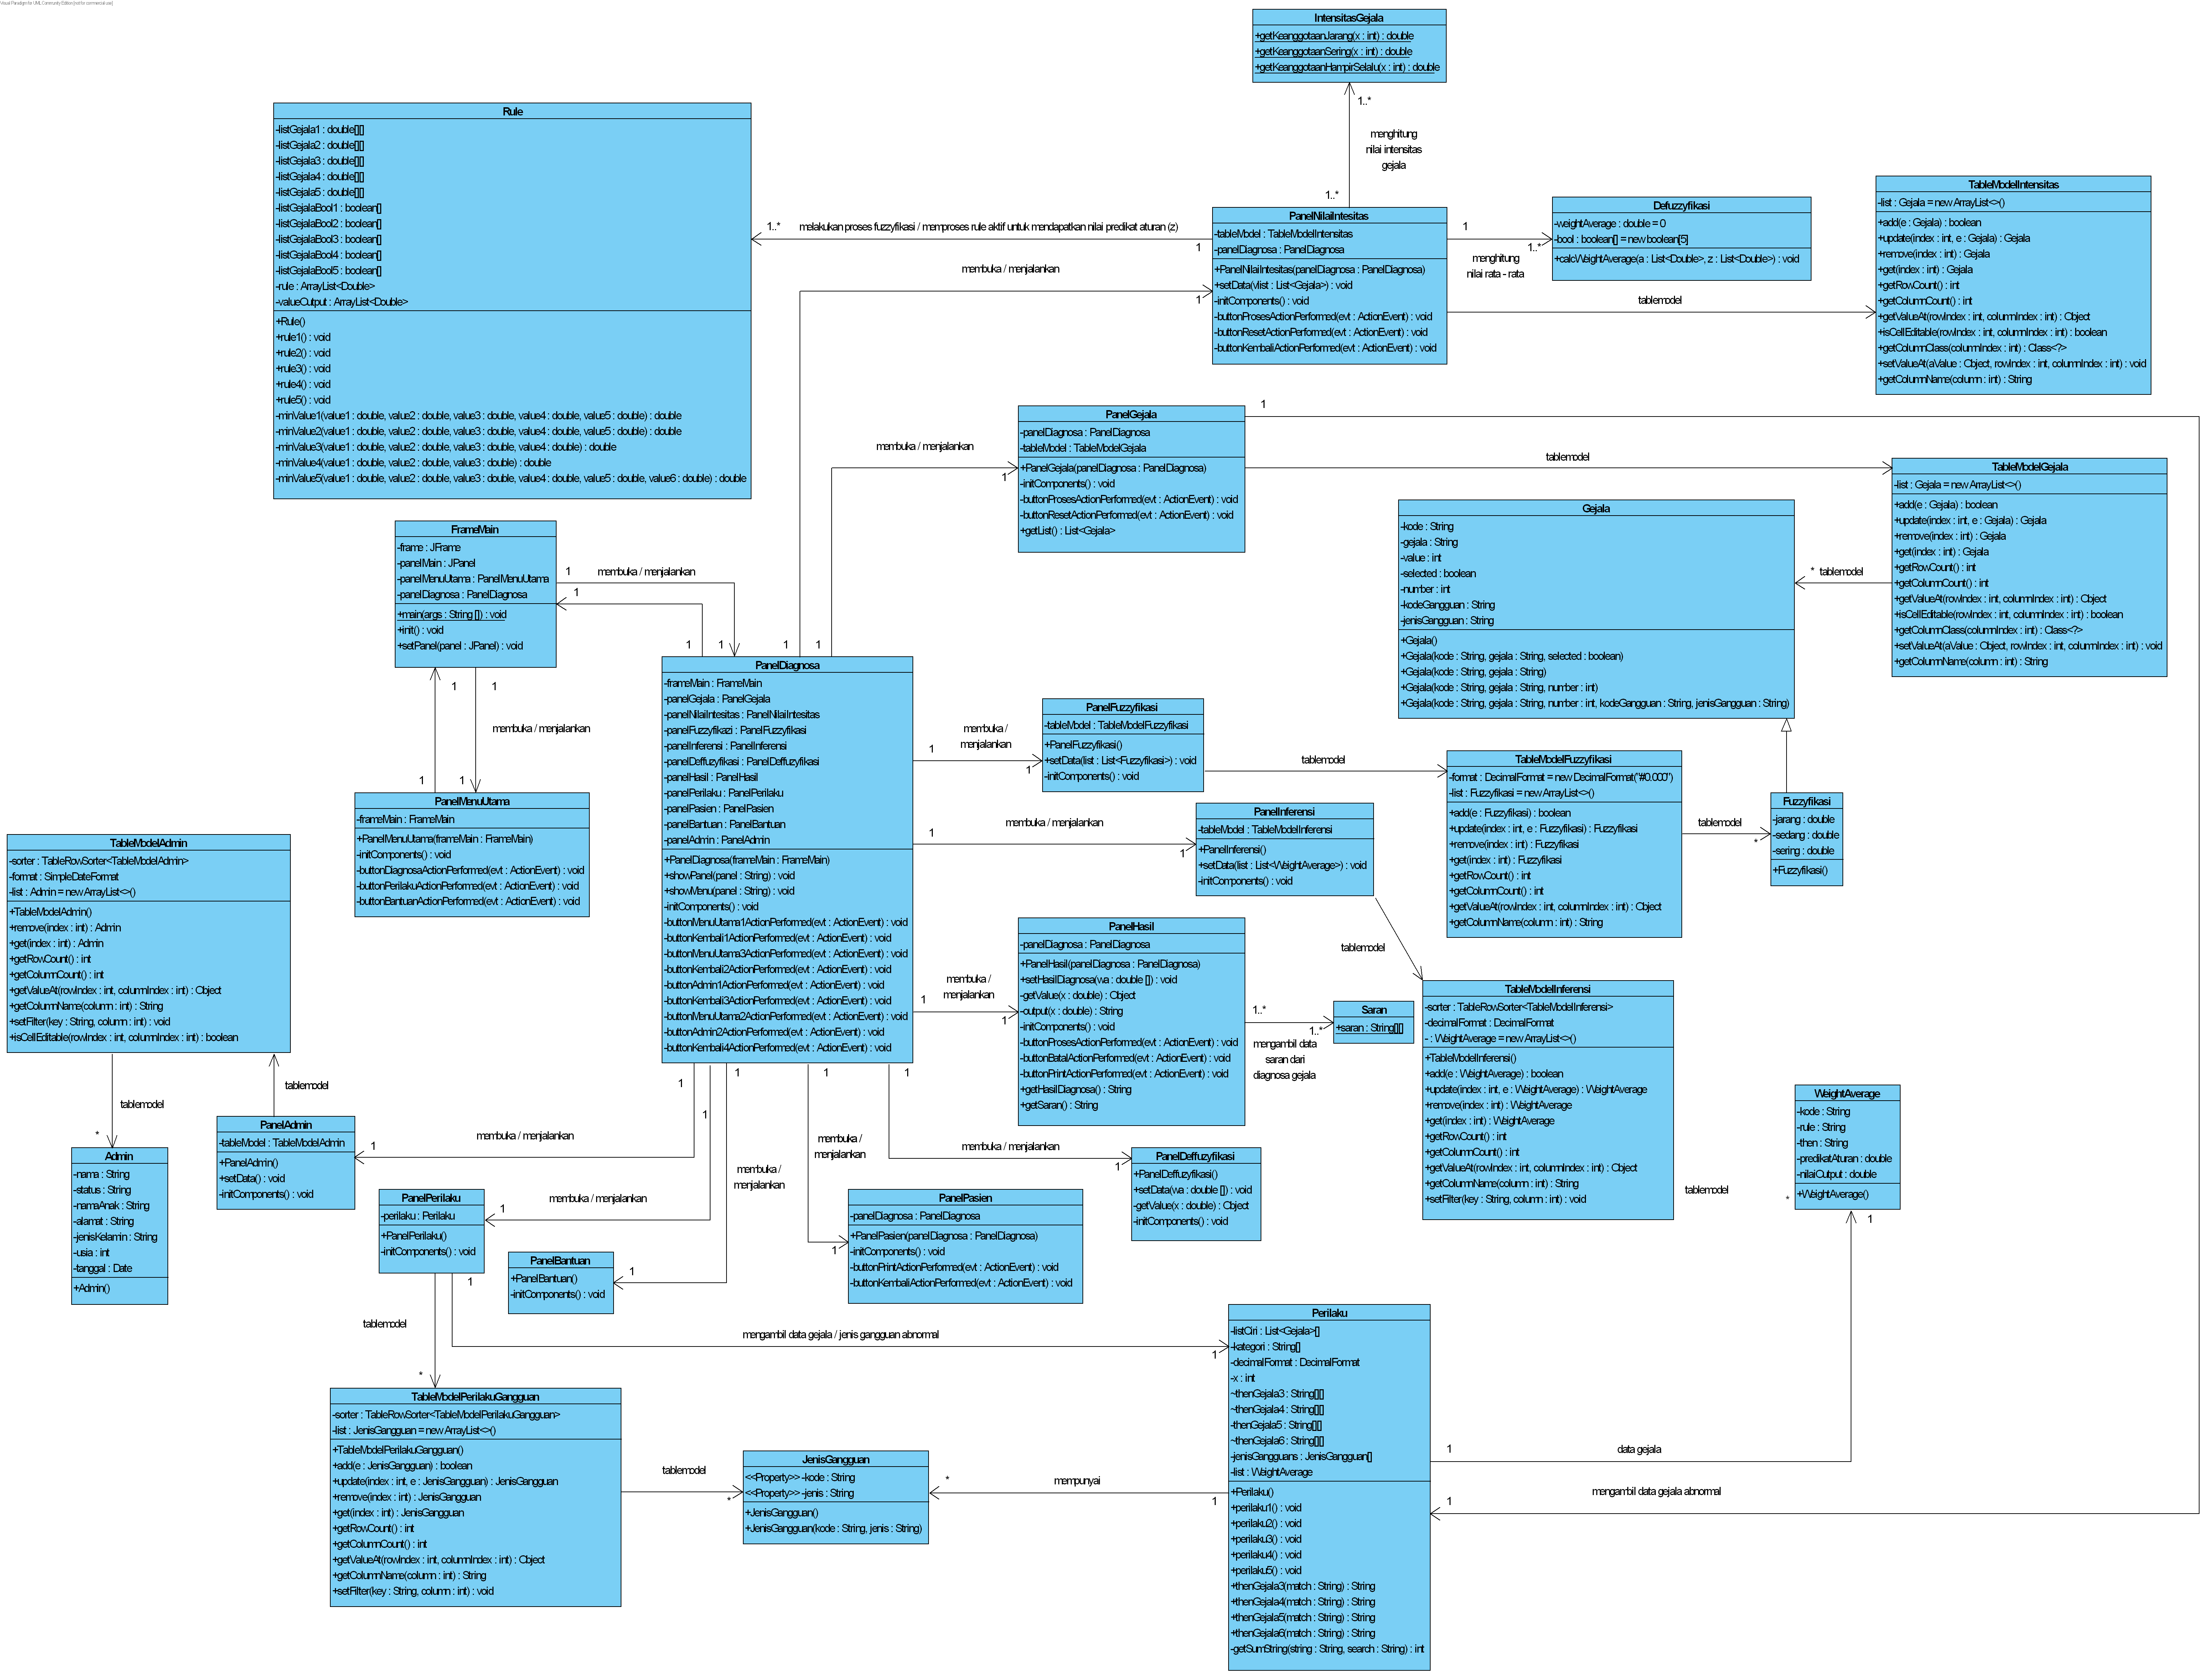 Visual Paradigm for UML Community Edition [not for commercial use]
IntensitasGejala
+getKeanggotaanJarang(x : int) : double
+getKeanggotaanSering(x : int) : double
+getKeanggotaanHampirSelalu(x : int) : double
1..*
menghitung
nilai intensitas
gejala
1..*
Rule
-listGejala1 : double[][]
-listGejala2 : double[][]
-listGejala3 : double[][]
-listGejala4 : double[][]
-listGejala5 : double[][]
-listGejalaBool1 : boolean[]
-listGejalaBool2 : boolean[]
-listGejalaBool3 : boolean[]
-listGejalaBool4 : boolean[]
-listGejalaBool5 : boolean[]
-rule : ArrayList<Double>
-valueOutput : ArrayList<Double>
+Rule()
+rule1() : void
+rule2() : void
+rule3() : void
+rule4() : void
+rule5() : void
-minValue1(value1 : double, value2 : double, value3 : double, value4 : double, value5 : double) : double
-minValue2(value1 : double, value2 : double, value3 : double, value4 : double, value5 : double) : double
-minValue3(value1 : double, value2 : double, value3 : double, value4 : double) : double
-minValue4(value1 : double, value2 : double, value3 : double) : double
-minValue5(value1 : double, value2 : double, value3 : double, value4 : double, value5 : double, value6 : double) : double
1..*
melakukan proses fuzzyfikasi / memproses rule aktif untuk mendapatkan nilai predikat aturan (z)
1
membuka / menjalankan
1
PanelNilaiIntesitas
-tableModel : TableModelIntensitas
-panelDiagnosa : PanelDiagnosa
+PanelNilaiIntesitas(panelDiagnosa : PanelDiagnosa)
+setData(vlist : List<Gejala>) : void
-initComponents() : void
-buttonProsesActionPerformed(evt : ActionEvent) : void
-buttonResetActionPerformed(evt : ActionEvent) : void
-buttonKembaliActionPerformed(evt : ActionEvent) : void
1
1..*
menghitung
nilai rata - rata
tablemodel
Defuzzyfikasi
-weightAverage : double = 0
-bool : boolean[] = new boolean[5]
+calcWeightAverage(a : List<Double>, z : List<Double>) : void
TableModelIntensitas
-list : Gejala = new ArrayList<>()
+add(e : Gejala) : boolean
+update(index : int, e : Gejala) : Gejala
+remove(index : int) : Gejala
+get(index : int) : Gejala
+getRowCount() : int
+getColumnCount() : int
+getValueAt(rowIndex : int, columnIndex : int) : Object
+isCellEditable(rowIndex : int, columnIndex : int) : boolean
+getColumnClass(columnIndex : int) : Class<?>
+setValueAt(aValue : Object, rowIndex : int, columnIndex : int) : void
+getColumnName(column : int) : String
membuka / menjalankan
1
PanelGejala
-panelDiagnosa : PanelDiagnosa
-tableModel : TableModelGejala
+PanelGejala(panelDiagnosa : PanelDiagnosa)
-initComponents() : void
-buttonProsesActionPerformed(evt : ActionEvent) : void
-buttonResetActionPerformed(evt : ActionEvent) : void
+getList() : List<Gejala>
1
tablemodel
TableModelGejala
-list : Gejala = new ArrayList<>()
+add(e : Gejala) : boolean
+update(index : int, e : Gejala) : Gejala
+remove(index : int) : Gejala
+get(index : int) : Gejala
+getRowCount() : int
+getColumnCount() : int
+getValueAt(rowIndex : int, columnIndex : int) : Object
+isCellEditable(rowIndex : int, columnIndex : int) : boolean
+getColumnClass(columnIndex : int) : Class<?>
+setValueAt(aValue : Object, rowIndex : int, columnIndex : int) : void
+getColumnName(column : int) : String
* tablemodel
Gejala
-kode : String
-gejala : String
-value : int
-selected : boolean
-number : int
-kodeGangguan : String
-jenisGangguan : String
+Gejala()
+Gejala(kode : String, gejala : String, selected : boolean)
+Gejala(kode : String, gejala : String)
+Gejala(kode : String, gejala : String, number : int)
+Gejala(kode : String, gejala : String, number : int, kodeGangguan : String, jenisGangguan : String)
FrameMain
-frame : JFrame
-panelMain : JPanel
-panelMenuUtama : PanelMenuUtama
-panelDiagnosa : PanelDiagnosa
+main(args : String []) : void
+init() : void
+setPanel(panel : JPanel) : void
1
membuka / menjalankan
1
1
1
1
1
1
1
membuka / menjalankan
1
1
PanelMenuUtama
-frameMain : FrameMain
+PanelMenuUtama(frameMain : FrameMain)
-initComponents() : void
-buttonDiagnosaActionPerformed(evt : ActionEvent) : void
-buttonPerilakuActionPerformed(evt : ActionEvent) : void
-buttonBantuanActionPerformed(evt : ActionEvent) : void
PanelDiagnosa
-frameMain : FrameMain
-panelGejala : PanelGejala
-panelNilaiIntesitas : PanelNilaiIntesitas
-panelFuzzyfikazi : PanelFuzzyfikasi
-panelInferensi : PanelInferensi
-panelDeffuzyfikasi : PanelDeffuzyfikasi
-panelHasil : PanelHasil
-panelPerilaku : PanelPerilaku
-panelPasien : PanelPasien
-panelBantuan : PanelBantuan
-panelAdmin : PanelAdmin
+PanelDiagnosa(frameMain : FrameMain)
+showPanel(panel : String) : void
+showMenu(panel : String) : void
-initComponents() : void
-buttonMenuUtama1ActionPerformed(evt : ActionEvent) : void
-buttonKembali1ActionPerformed(evt : ActionEvent) : void
-buttonMenuUtama3ActionPerformed(evt : ActionEvent) : void
-buttonKembali2ActionPerformed(evt : ActionEvent) : void
-buttonAdmin1ActionPerformed(evt : ActionEvent) : void
-buttonKembali3ActionPerformed(evt : ActionEvent) : void
-buttonMenuUtama2ActionPerformed(evt : ActionEvent) : void
-buttonAdmin2ActionPerformed(evt : ActionEvent) : void
-buttonKembali4ActionPerformed(evt : ActionEvent) : void
1
membuka /
menjalankan
1
PanelFuzzyfikasi
-tableModel : TableModelFuzzyfikasi
+PanelFuzzyfikasi()
+setData(list : List<Fuzzyfikasi>) : void
-initComponents() : void
tablemodel
TableModelFuzzyfikasi
-format : DecimalFormat = new DecimalFormat("#0.000")
-list : Fuzzyfikasi = new ArrayList<>()
+add(e : Fuzzyfikasi) : boolean
+update(index : int, e : Fuzzyfikasi) : Fuzzyfikasi
+remove(index : int) : Fuzzyfikasi
+get(index : int) : Fuzzyfikasi
+getRowCount() : int
+getColumnCount() : int
+getValueAt(rowIndex : int, columnIndex : int) : Object
+getColumnName(column : int) : String
tablemodel
*
Fuzzyfikasi
-jarang : double
-sedang : double
-sering : double
+Fuzzyfikasi()
1
membuka / menjalankan
1
PanelInferensi
-tableModel : TableModelInferensi
+PanelInferensi()
+setData(list : List<WeightAverage>) : void
-initComponents() : void
tablemodel
TableModelInferensi
-sorter : TableRowSorter<TableModelInferensi>
-decimalFormat : DecimalFormat
- : WeightAverage = new ArrayList<>()
+TableModelInferensi()
+add(e : WeightAverage) : boolean
+update(index : int, e : WeightAverage) : WeightAverage
+remove(index : int) : WeightAverage
+get(index : int) : WeightAverage
+getRowCount() : int
+getColumnCount() : int
+getValueAt(rowIndex : int, columnIndex : int) : Object
+getColumnName(column : int) : String
+setFilter(key : String, column : int) : void
tablemodel
*
WeightAverage
-kode : String
-rule : String
-then : String
-predikatAturan : double
-nilaiOutput : double
+WeightAverage()
1
1
membuka /
menjalankan
1
PanelHasil
-panelDiagnosa : PanelDiagnosa
+PanelHasil(panelDiagnosa : PanelDiagnosa)
+setHasilDiagnosa(wa : double []) : void
-getValue(x : double) : Object
-output(x : double) : String
-initComponents() : void
-buttonProsesActionPerformed(evt : ActionEvent) : void
-buttonBatalActionPerformed(evt : ActionEvent) : void
-buttonPrintActionPerformed(evt : ActionEvent) : void
+getHasilDiagnosa() : String
+getSaran() : String
1..*
1..*
mengambil data
saran dari
diagnosa gejala
Saran
+saran : String[][]
TableModelAdmin
-sorter : TableRowSorter<TableModelAdmin>
-format : SimpleDateFormat
-list : Admin = new ArrayList<>()
+TableModelAdmin()
+remove(index : int) : Admin
+get(index : int) : Admin
+getRowCount() : int
+getColumnCount() : int
+getValueAt(rowIndex : int, columnIndex : int) : Object
+getColumnName(column : int) : String
+setFilter(key : String, column : int) : void
+isCellEditable(rowIndex : int, columnIndex : int) : boolean
tablemodel
tablemodel
*
Admin
-nama : String
-status : String
-namaAnak : String
-alamat : String
-jenisKelamin : String
-usia : int
-tanggal : Date
+Admin()
PanelAdmin
-tableModel : TableModelAdmin
+PanelAdmin()
+setData() : void
-initComponents() : void
1
membuka / menjalankan
1
1
1
1
1
membuka / menjalankan
1
PanelPerilaku
-perilaku : Perilaku
+PanelPerilaku()
-initComponents() : void
membuka /
menjalankan
1
PanelBantuan
+PanelBantuan()
-initComponents() : void
membuka /
menjalankan
1
PanelPasien
-panelDiagnosa : PanelDiagnosa
+PanelPasien(panelDiagnosa : PanelDiagnosa)
-initComponents() : void
-buttonPrintActionPerformed(evt : ActionEvent) : void
-buttonKembaliActionPerformed(evt : ActionEvent) : void
membuka / menjalankan
1
PanelDeffuzyfikasi
+PanelDeffuzyfikasi()
+setData(wa : double []) : void
-getValue(x : double) : Object
-initComponents() : void
1
tablemodel
*
mengambil data gejala / jenis gangguan abnormal
1
TableModelPerilakuGangguan
-sorter : TableRowSorter<TableModelPerilakuGangguan>
-list : JenisGangguan = new ArrayList<>()
+TableModelPerilakuGangguan()
+add(e : JenisGangguan) : boolean
+update(index : int, e : JenisGangguan) : JenisGangguan
+remove(index : int) : JenisGangguan
+get(index : int) : JenisGangguan
+getRowCount() : int
+getColumnCount() : int
+getValueAt(rowIndex : int, columnIndex : int) : Object
+getColumnName(column : int) : String
+setFilter(key : String, column : int) : void
tablemodel
*
JenisGangguan
<<Property>> -kode : String
<<Property>> -jenis : String
+JenisGangguan()
+JenisGangguan(kode : String, jenis : String)
*
mempunyai
1
Perilaku
-listCiri : List<Gejala>[]
-kategori : String[]
-decimalFormat : DecimalFormat
-x : int
~thenGejala3 : String[][]
~thenGejala4 : String[][]
-thenGejala5 : String[][]
~thenGejala6 : String[][]
-jenisGangguans : JenisGangguan[]
-list : WeightAverage
+Perilaku()
+perilaku1() : void
+perilaku2() : void
+perilaku3() : void
+perilaku4() : void
+perilaku5() : void
+thenGejala3(match : String) : String
+thenGejala4(match : String) : String
+thenGejala5(match : String) : String
+thenGejala6(match : String) : String
-getSumString(string : String, search : String) : int
1
data gejala
1
mengambil data gejala abnormal